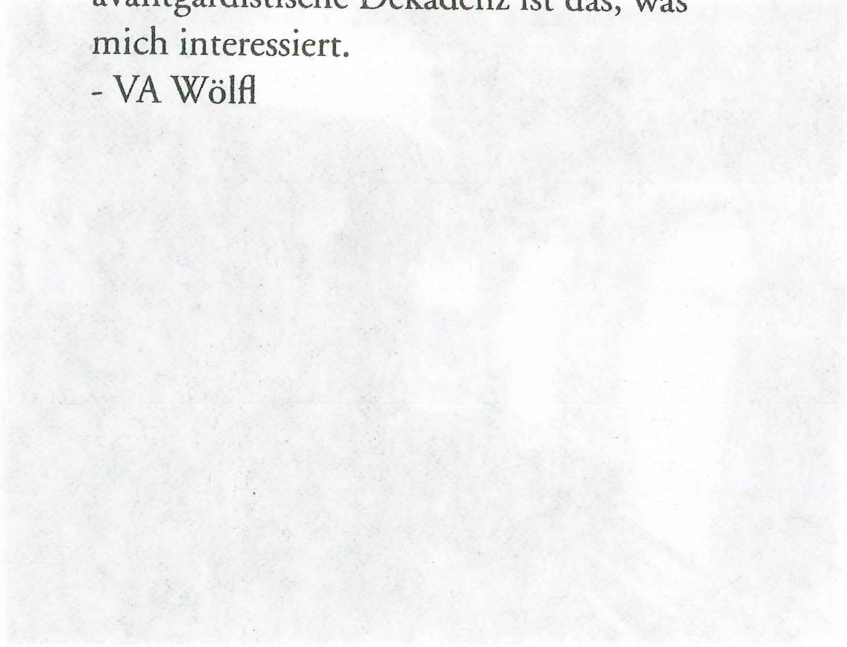 avantgardistische Dekadenz ist das, was
mich interessiert.
- VA Wölfl